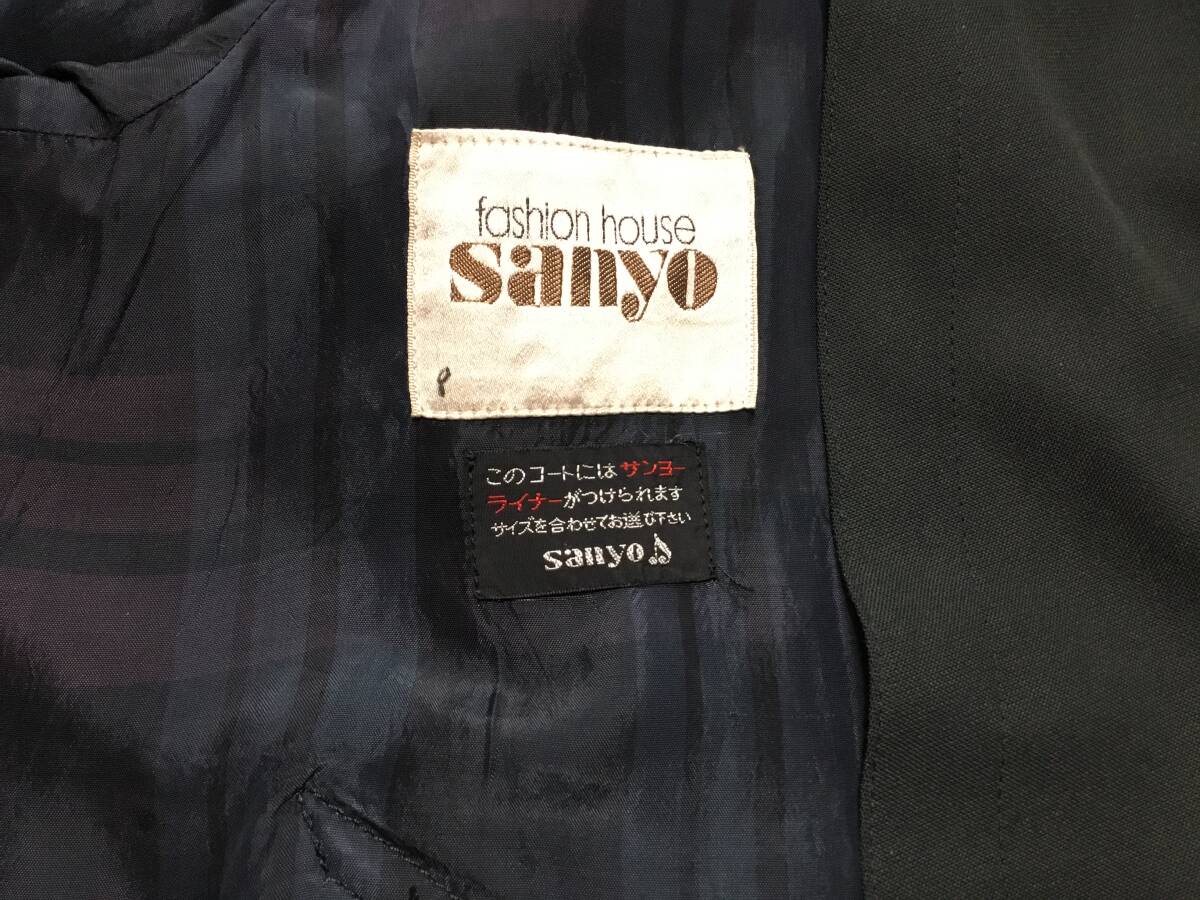 fashion house
sanyo
このコートにはサンヨー
ライナーがつけられます
サイズを合わせてお選び下さい
sanyo